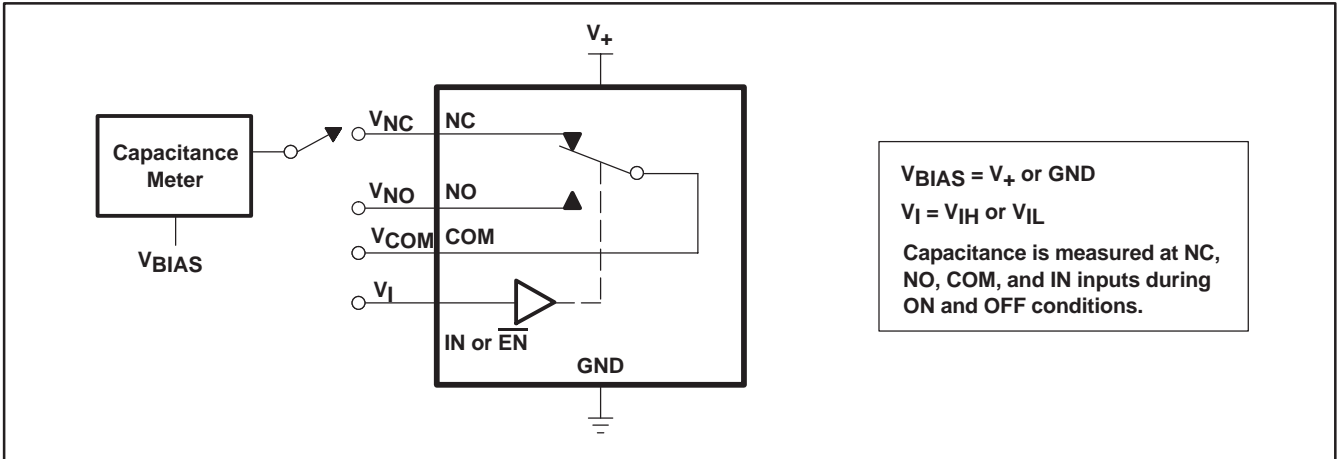 V+
Capacitance
Meter
VBIAS
VNC NC
VNO NO
VCOM COM
VI
IN or E̅N̅
GND
VBIAS = V+ or GND
VI = VIH or VIL
Capacitance is measured at NC,
NO, COM, and IN inputs during
ON and OFF conditions.